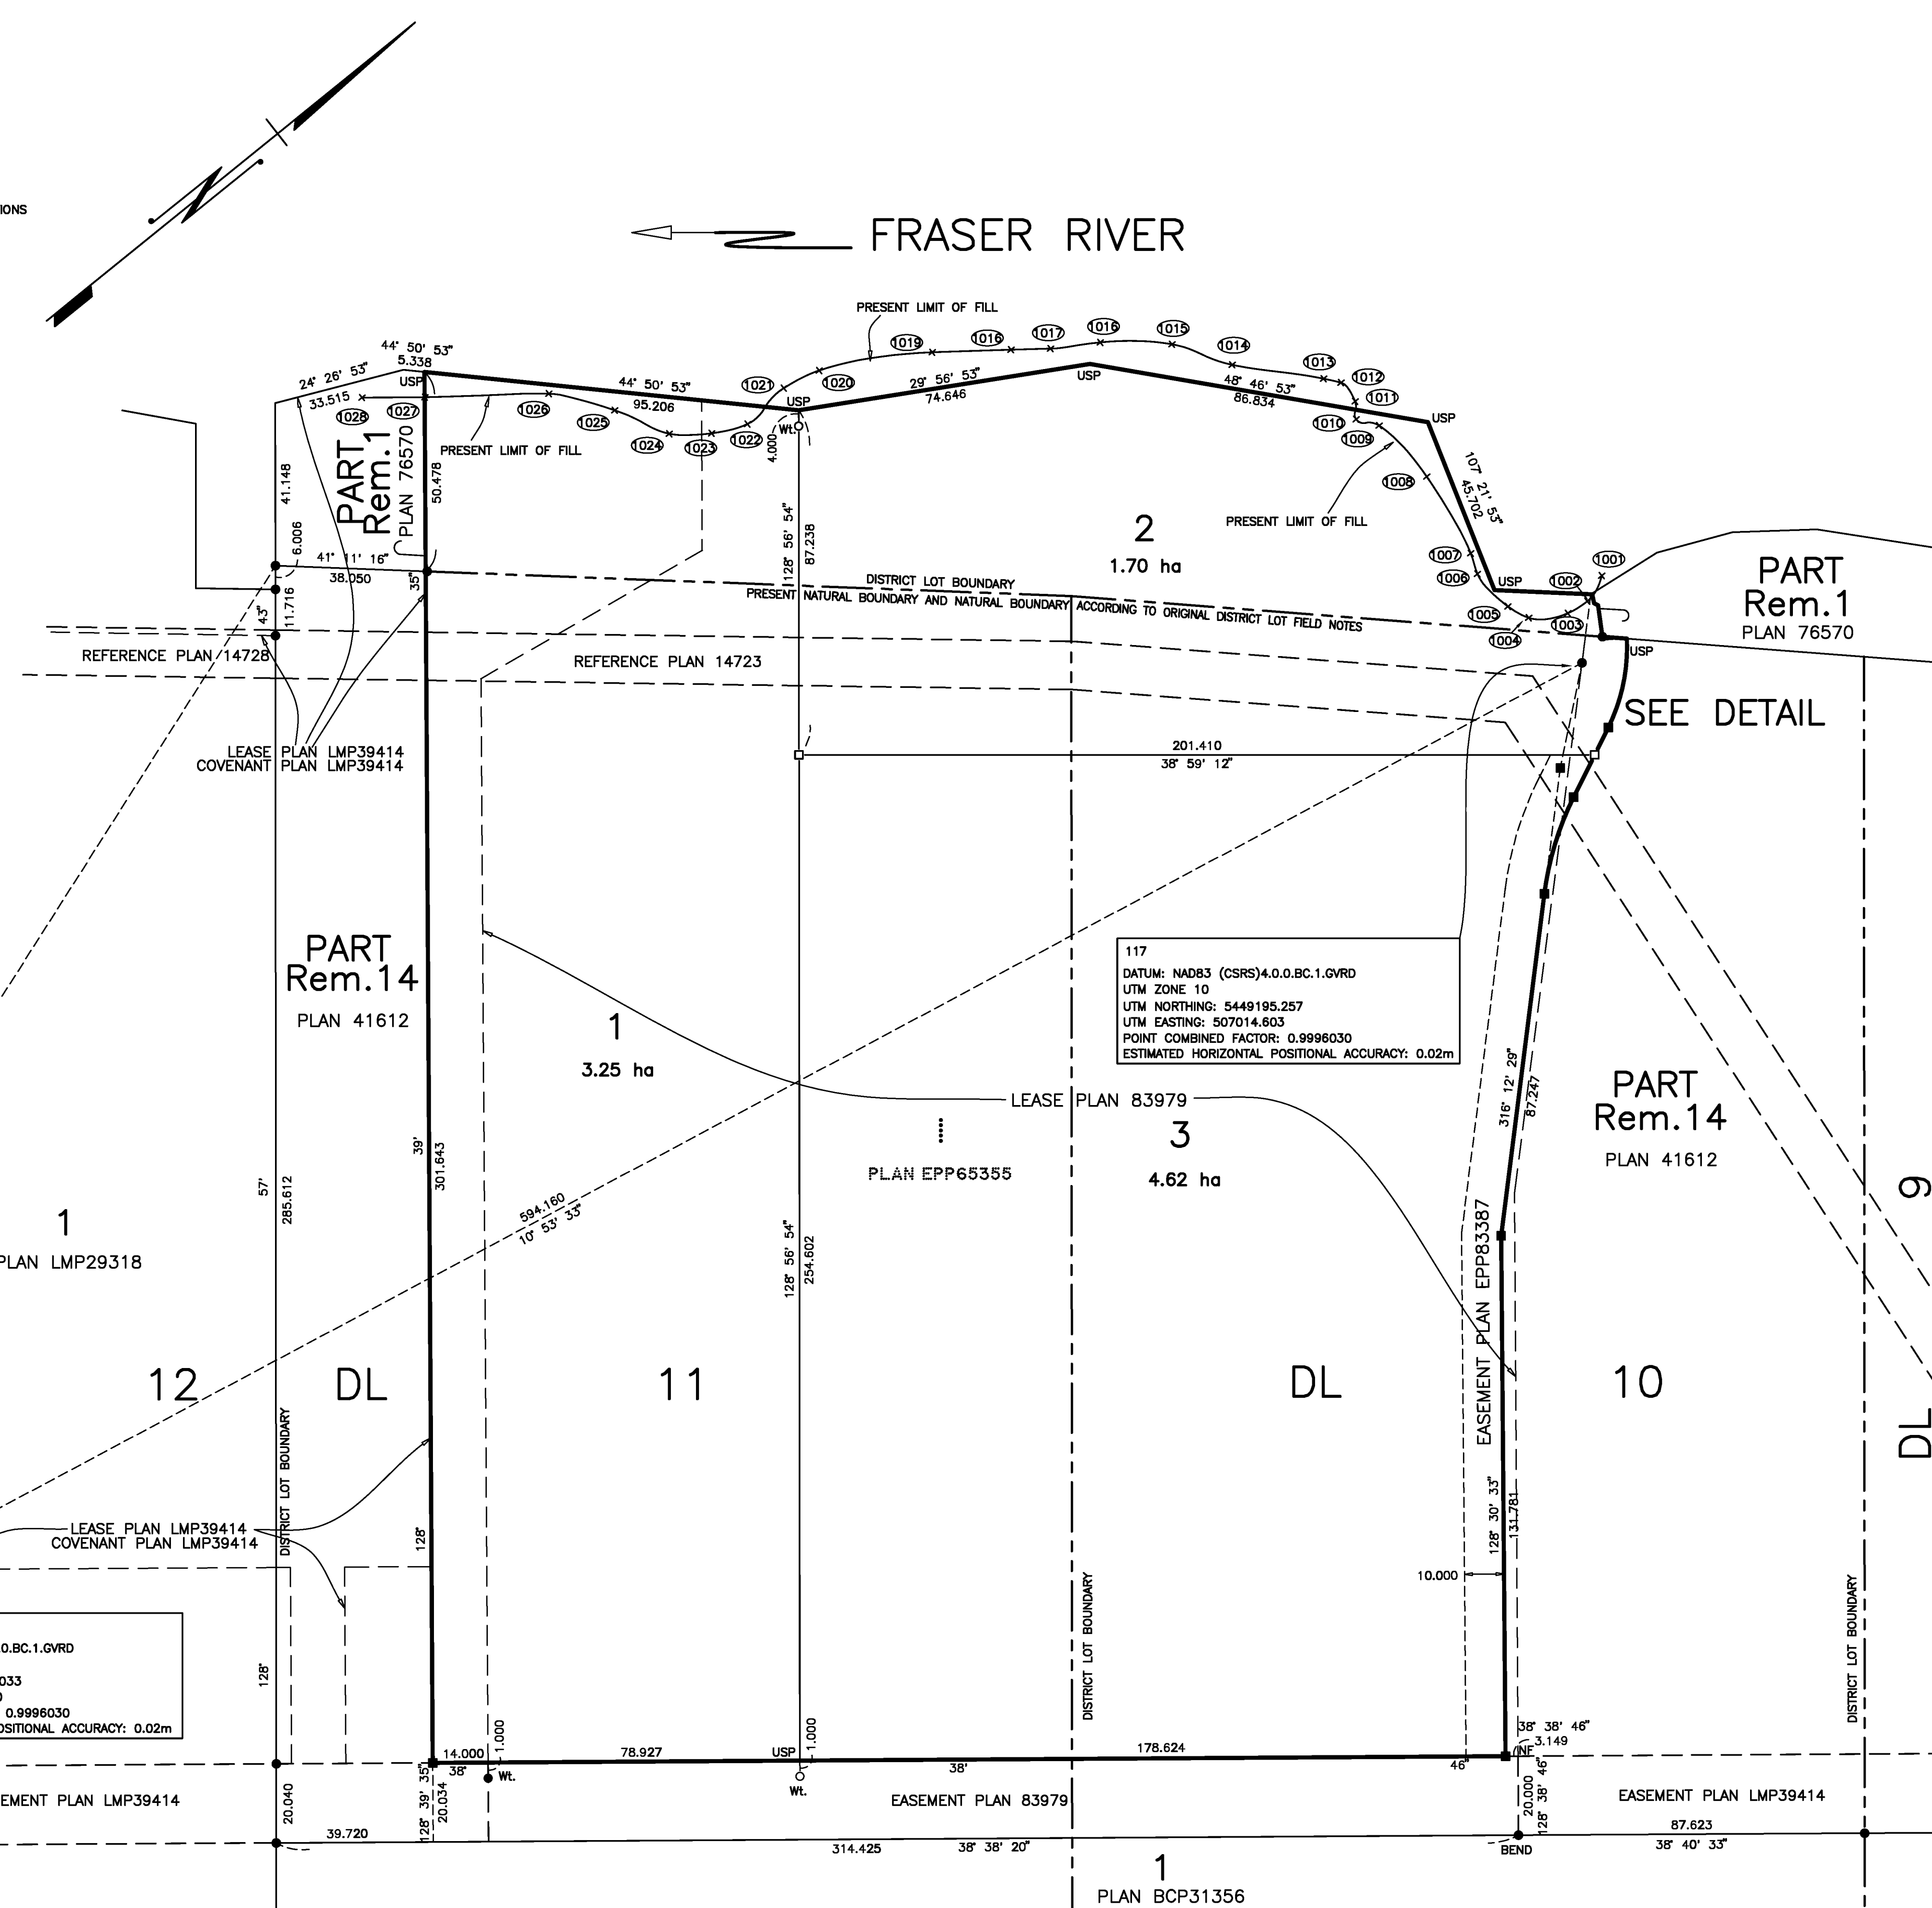 IONS
FRASER RIVER
PRESENT LIMIT OF FILL
1019
1016
1017
1016
1015
1014
1013
1012
1011
1010
1009
1008
1007
1006
1005
1004
1003
1002
1001
1020
1021
1022
1023
1024
1025
1026
1027
1028
44° 50' 53"
5.338
USP
24° 26' 53"
33.515
44° 50' 53"
95.206
USP
Wt.
4.000
29° 56' 53"
74.646
USP
48° 46' 53"
86.834
USP
107° 21' 53"
45.702
USP
PRESENT LIMIT OF FILL
PRESENT LIMIT OF FILL
PART
Rem.1
PLAN 76570
50.478
41.148
6.006
41° 11' 16"
38.050
35"
43"
11.716
128° 56' 54"
87.238
2
1.70 ha
DISTRICT LOT BOUNDARY
PRESENT NATURAL BOUNDARY AND NATURAL BOUNDARY ACCORDING TO ORIGINAL DISTRICT LOT FIELD NOTES
PART
Rem.1
PLAN 76570
USP
REFERENCE PLAN 14728
REFERENCE PLAN 14723
SEE DETAIL
LEASE PLAN LMP39414
COVENANT PLAN LMP39414
201.410
38° 59' 12"
PART
Rem.14
PLAN 41612
1
3.25 ha
117
DATUM: NAD83 (CSRS)4.0.0.BC.1.GVRD
UTM ZONE 10
UTM NORTHING: 5449195.257
UTM EASTING: 507014.603
POINT COMBINED FACTOR: 0.9996030
ESTIMATED HORIZONTAL POSITIONAL ACCURACY: 0.02m
LEASE PLAN 83979
3
4.62 ha
PLAN EPP65355
316° 12' 29"
87.247
PART
Rem.14
PLAN 41612
39'
301.643
57'
285.612
594.160
10° 53' 33"
1
PLAN LMP29318
128° 56' 54"
254.602
EASEMENT PLAN EPP83387
9
DL
12
DL
11
DL
10
DISTRICT LOT BOUNDARY
LEASE PLAN LMP39414
COVENANT PLAN LMP39414
128°
128° 30' 33"
131.781
10.000
DISTRICT LOT BOUNDARY
DISTRICT LOT BOUNDARY
.0.BC.1.GVRD
033
0.9996030
OSITIONAL ACCURACY: 0.02m
128°
14.000
38°
1.000
Wt.
78.927
USP
1.000
Wt.
38'
178.624
46"
38° 38' 46"
3.149
NF
EMENT PLAN LMP39414
20.040
128° 39' 35"
20.034
EASEMENT PLAN 83979
20.000
128° 38' 46"
EASEMENT PLAN LMP39414
39.720
314.425
38° 38' 20"
BEND
87.623
38° 40' 33"
1
PLAN BCP31356